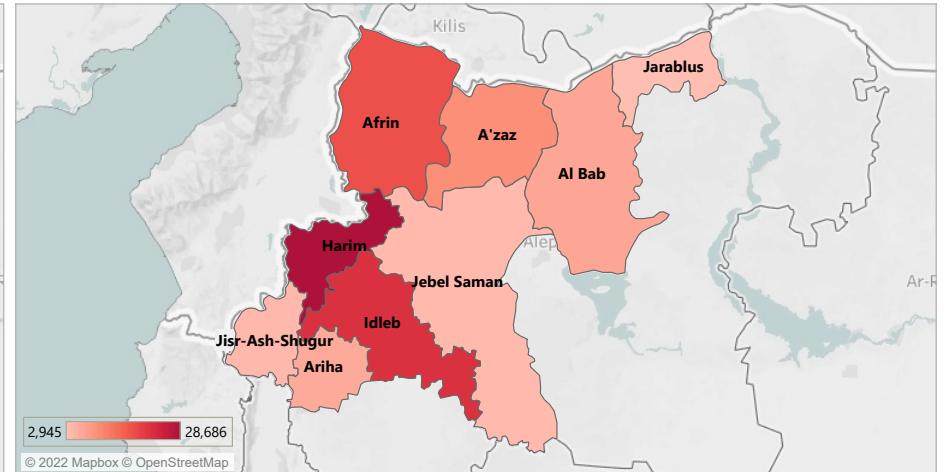 Kilis
Jarablus
Afrin
A'zaz
Al Bab
Harim
Alep
Jebel Saman
Ar-R
Idleb
Jisr-Ash-Shugur
Ariha
2,945
28,686
© 2022 Mapbox © OpenStreetMap